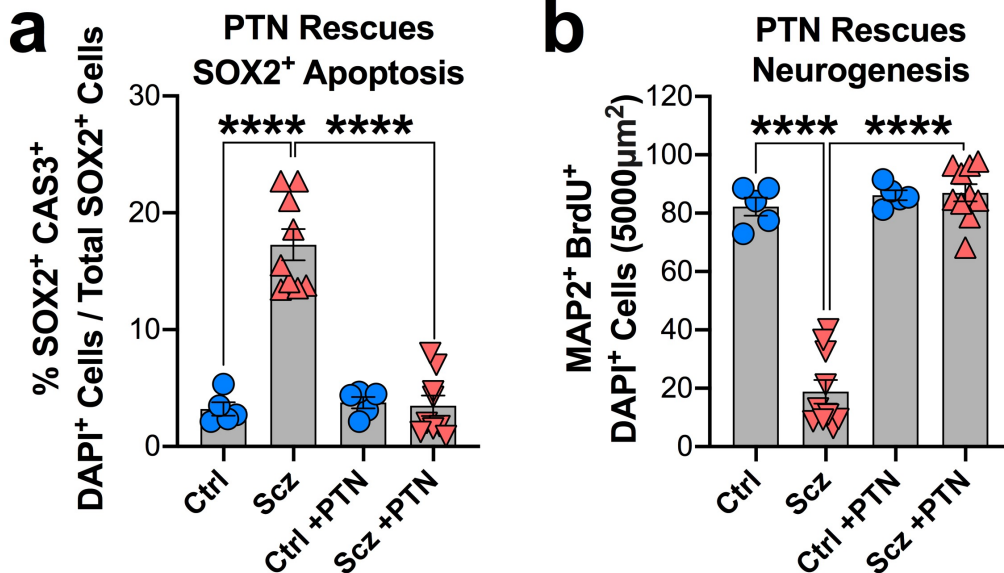 a
PTN Rescues
SOX2⁺ Apoptosis
% SOX2⁺ CAS3⁺
DAPI⁺ Cells / Total SOX2⁺ Cells
30
20
10
0
**** ****
Ctrl
Scz
Ctrl +PTN
Scz +PTN
b
PTN Rescues
Neurogenesis
MAP2⁺ BrdU⁺
DAPI⁺ Cells (5000µm²)
120
100
80
60
40
20
0
**** ****
Ctrl
Scz
Ctrl +PTN
Scz +PTN